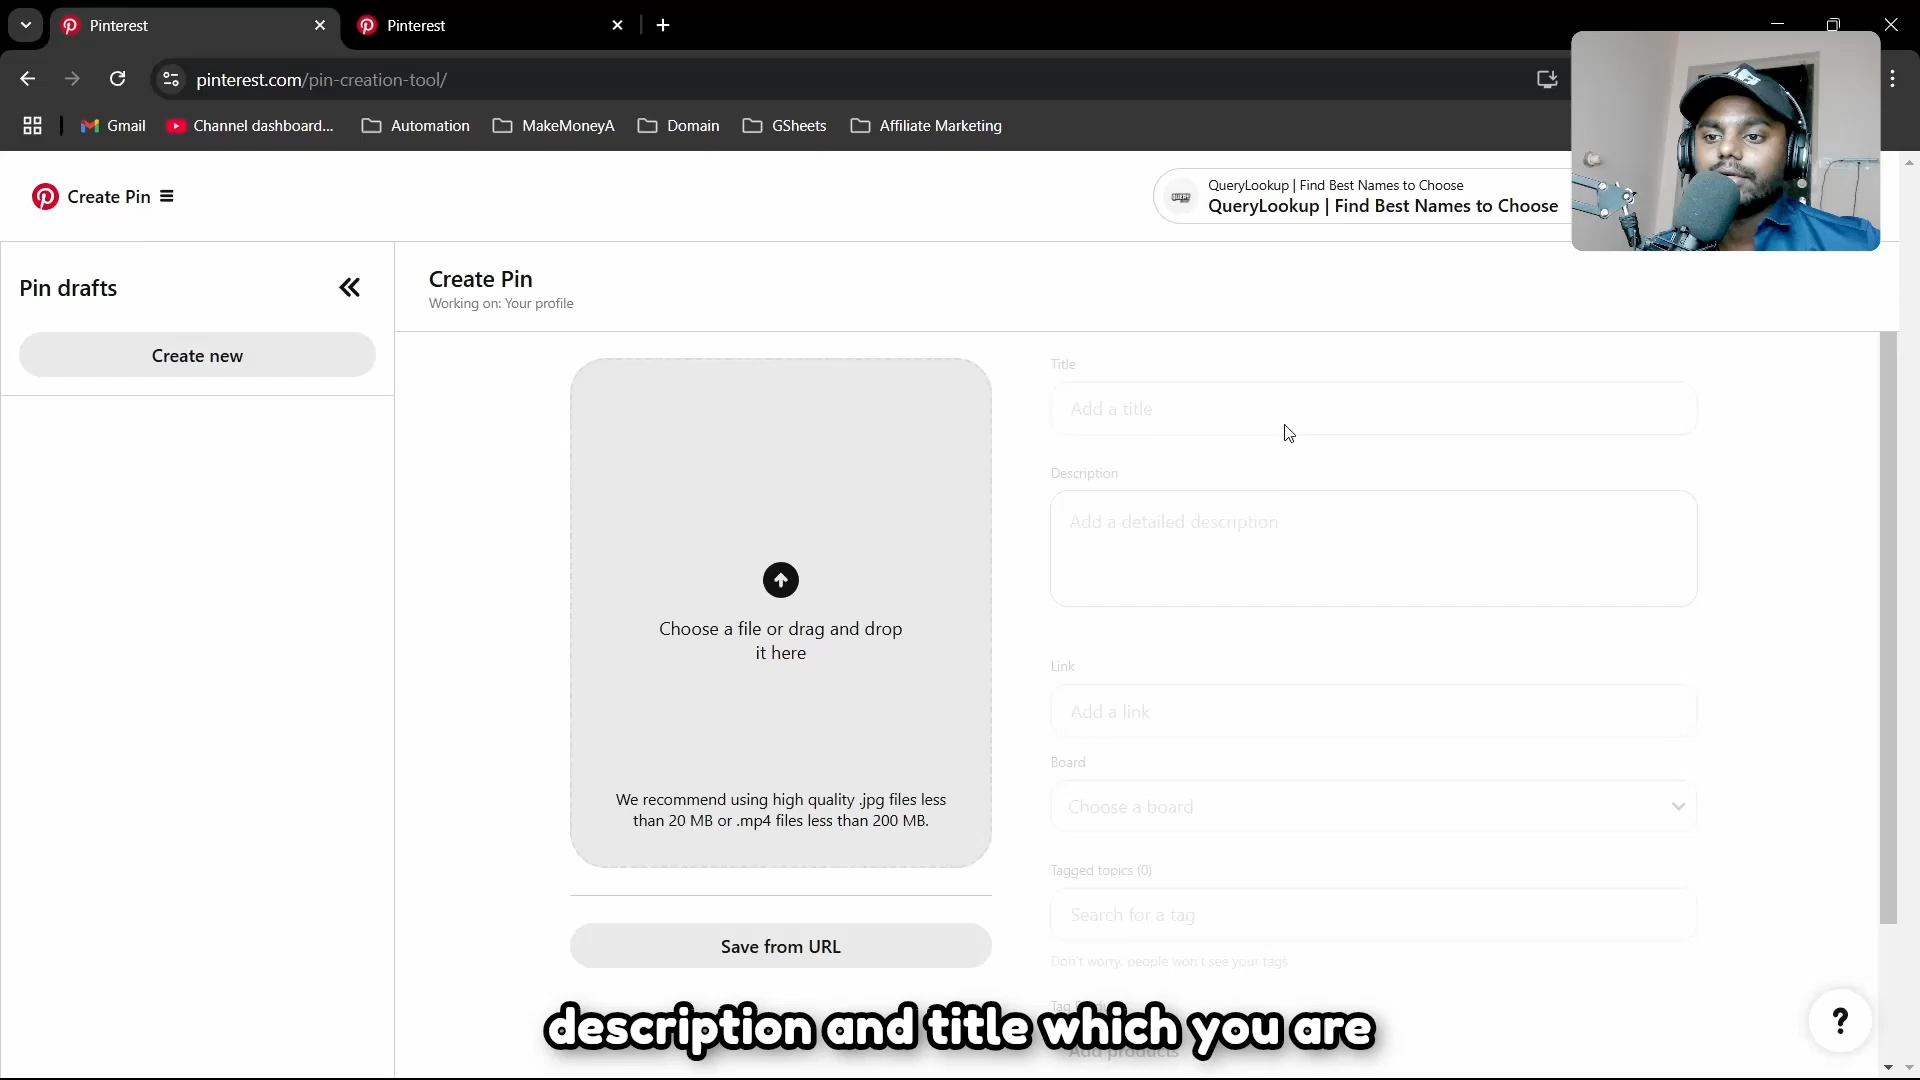 Pinterest
Pinterest
pinterest.com/pin-creation-tool/
Gmail
Channel dashboard...
Automation
MakeMoneyA
Domain
GSheets
Affiliate Marketing
Create Pin
QueryLookup | Find Best Names to Choose
QueryLookup | Find Best Names to Choose
Pin drafts
Create new
Create Pin
Working on: Your profile
Choose a file or drag and drop
it here
We recommend using high quality .jpg files less
than 20 MB or .mp4 files less than 200 MB.
Save from URL
Title
Add a title
Description
Add a detailed description
Link
Add a link
Board
Choose a board
Tagged topics (0)
Search for a tag
Don't worry, people won't see your tags
Add products
description and title which you are
?